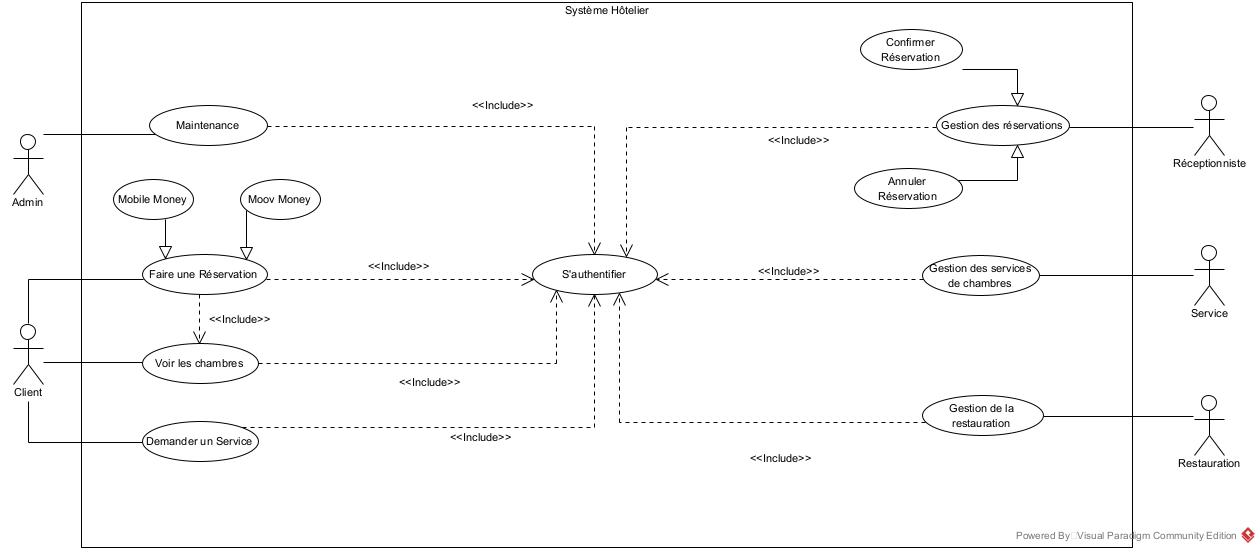 Système Hôtelier
Confirmer
Réservation
<<Include>>
Maintenance
Gestion des réservations
<<Include>>
Réceptionniste
Admin
Mobile Money
Moov Money
Annuler
Réservation
Faire une Réservation
<<Include>>
S'authentifier
<<Include>>
Gestion des services
de chambres
Service
<<Include>>
Voir les chambres
<<Include>>
Client
Demander un Service
<<Include>>
Gestion de la
restauration
<<Include>>
Restauration
Powered By Visual Paradigm Community Edition